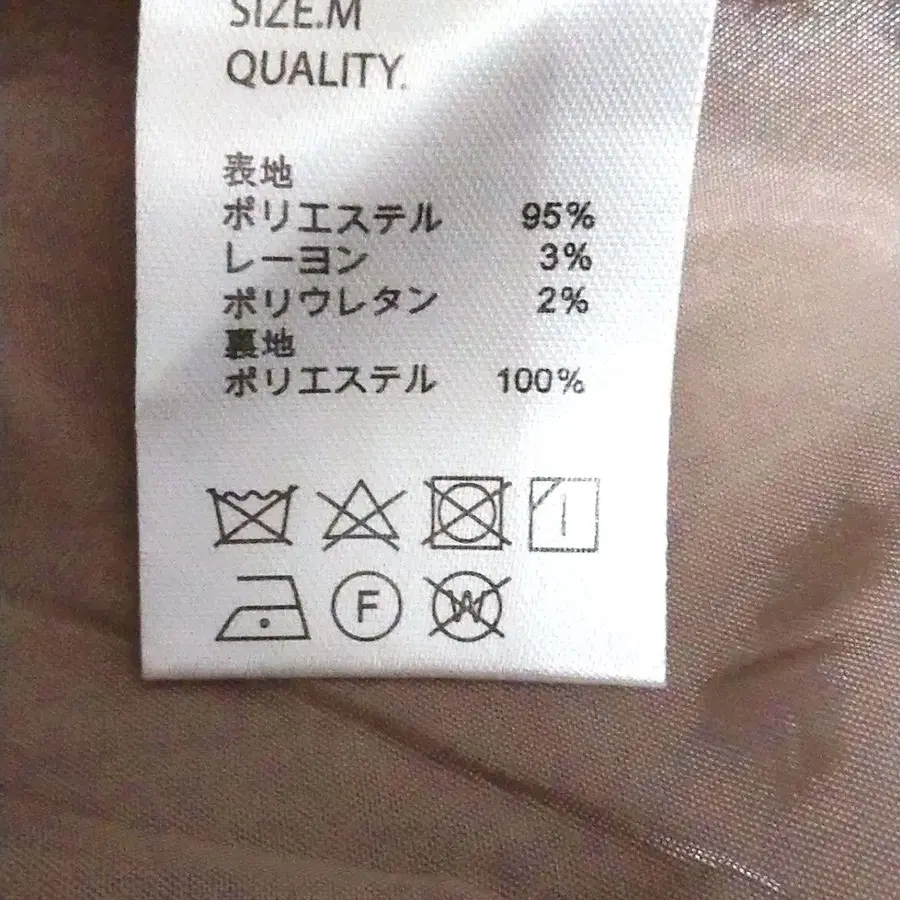 SIZE.M
QUALITY.
表地
ポリエステル 95%
レーヨン 3%
ポリウレタン 2%
裏地
ポリエステル 100%
F W